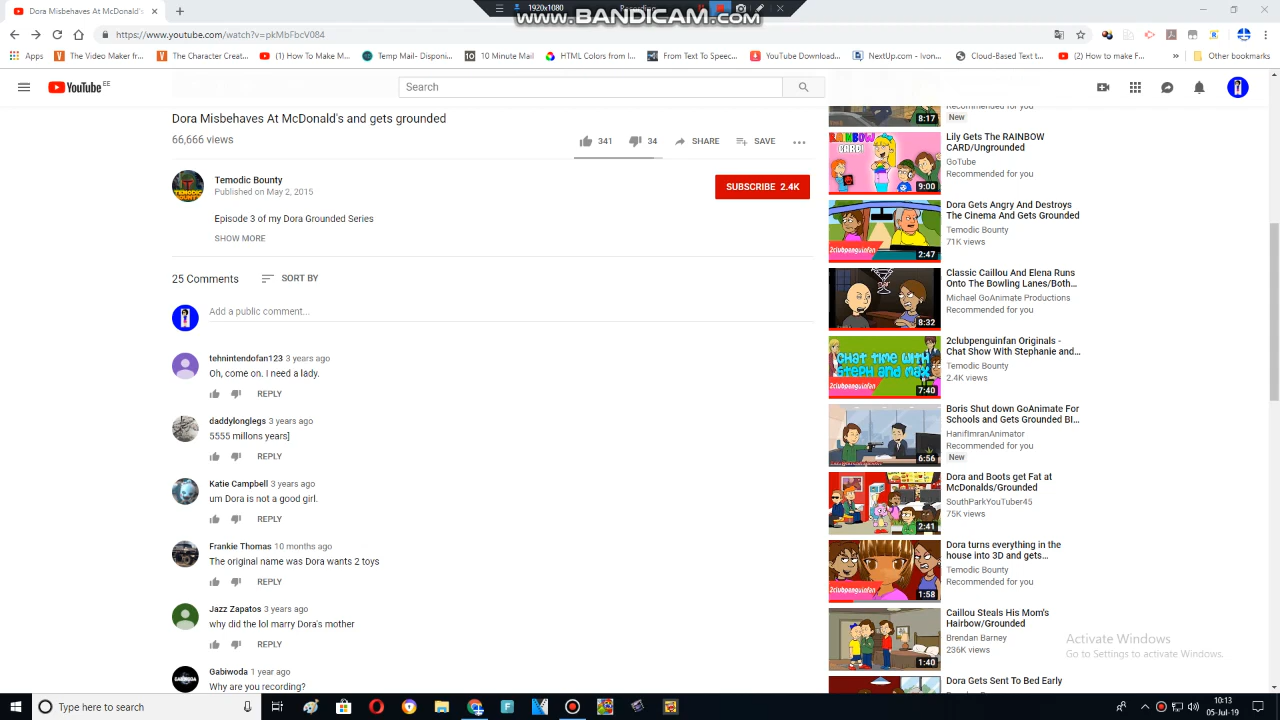 1920x1080
Recording
www.BANDICAM.com
Dora Misbehaves At McDonald's
https://www.youtube.com/watch?v=pkMbFbcV084
Apps
The Video Maker fr...
The Character Creat...
(1) How To Make M...
Temp Mail- Disponi...
10 Minute Mail
HTML Colors from I...
From Text To Speec...
YouTube Download...
NextUp.com - Ivon...
Cloud-Based Text t...
(2) How to make F...
»
Other bookmarks
YouTube EE
Search
Dora Misbehaves At McDonald's and gets grounded
66,666 views
341
34
SHARE
SAVE
Temodic Bounty
Published on May 2, 2015
SUBSCRIBE 2.4K
Episode 3 of my Dora Grounded Series
SHOW MORE
25 Comments
SORT BY
Add a public comment...
tehnintendofan123 3 years ago
Oh, come on. I need a lady.
REPLY
daddylonglegs 3 years ago
5555 millons years]
REPLY
Jc campbell 3 years ago
um Dora is not a good girl.
REPLY
Frankie Thomas 10 months ago
The original name was Dora wants 2 toys
REPLY
Jazz Zapatos 3 years ago
why did the lol marry Dora's mother
REPLY
Gabiwoda 1 year ago
Why are you recording?
Recommended for you
8:17
New
RAINBOW
CARD!
9:00
Lily Gets The RAINBOW
CARD/Ungrounded
GoTube
Recommended for you
2clubpenguinfan
2:47
Dora Gets Angry And Destroys
The Cinema And Gets Grounded
Temodic Bounty
71K views
8:32
Classic Caillou And Elena Runs
Onto The Bowling Lanes/Both...
Michael GoAnimate Productions
Recommended for you
CHAT TIME WITH
STEPH AND MAX
2clubpenguinfan
7:40
2clubpenguinfan Originals -
Chat Show With Stephanie and...
Temodic Bounty
2.4K views
6:56
Boris Shut down GoAnimate For
Schools and Gets Grounded BI...
HanifImranAnimator
Recommended for you
New
2:41
Dora and Boots get Fat at
McDonalds/Grounded
SouthParkYouTuber45
75K views
2clubpenguinfan
1:58
Dora turns everything in the
house into 3D and gets...
Temodic Bounty
Recommended for you
1:40
Caillou Steals His Mom's
Hairbow/Grounded
Brendan Barney
236K views
Dora Gets Sent To Bed Early
Activate Windows
Go to Settings to activate Windows.
Type here to search
10:13
05-Jul-19